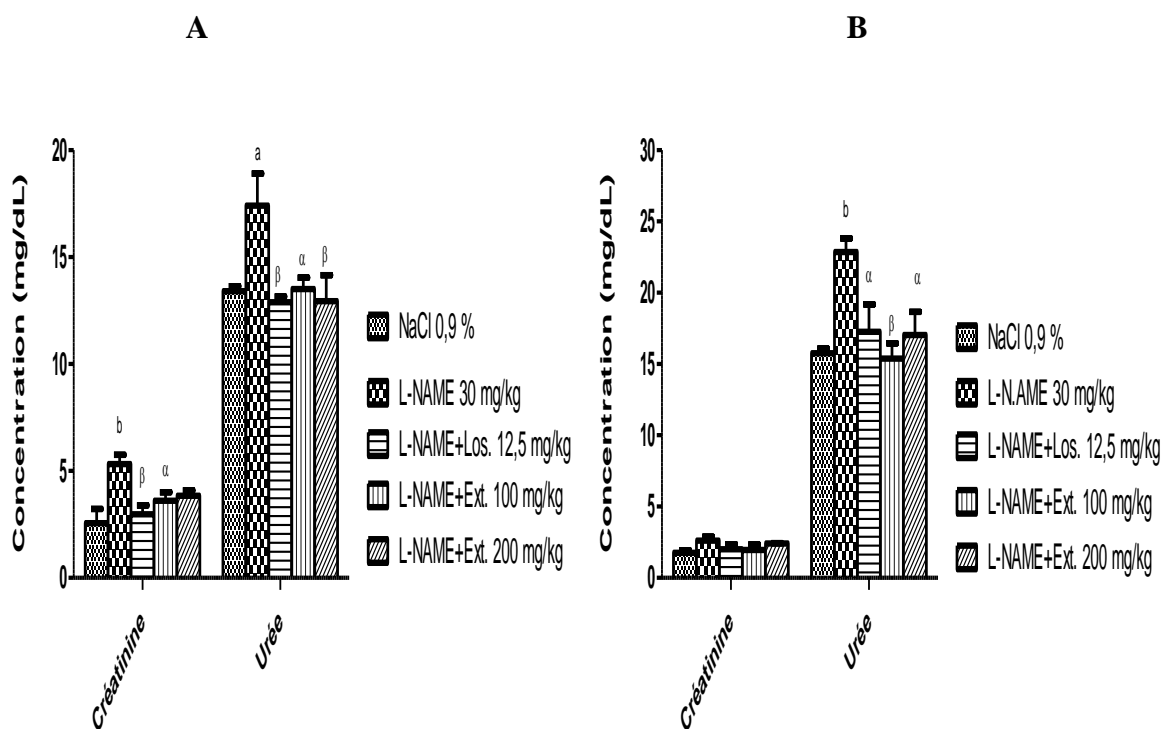 A
B
Concentration (mg/dL)
20
15
10
5
0
b
β
α
a
β
α
β
Créatinine
Urée
NaCl 0,9 %
L-NAME 30 mg/kg
L-NAME+Los. 12,5 mg/kg
L-NAME+Ext. 100 mg/kg
L-NAME+Ext. 200 mg/kg
Concentration (mg/dL)
30
25
20
15
10
5
0
b
α
β
α
Créatinine
Urée
NaCl 0,9 %
L-N.AME 30 mg/kg
L-NAME+Los. 12,5 mg/kg
L-NAME+Ext. 100 mg/kg
L-NAME+Ext. 200 mg/kg